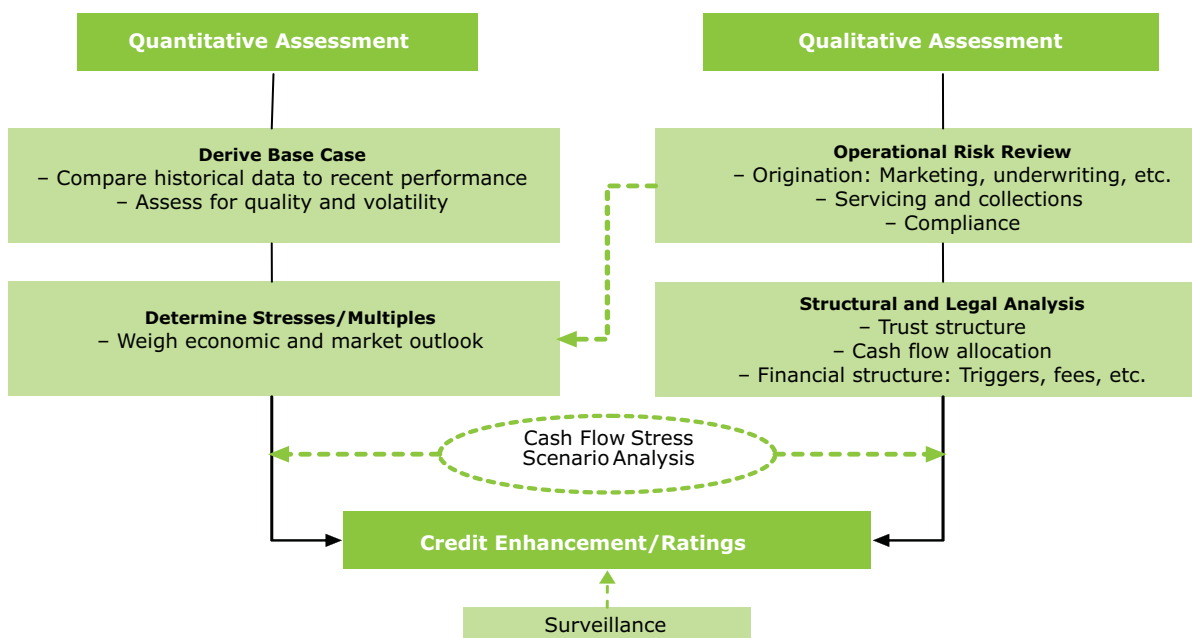 Quantitative Assessment
Qualitative Assessment
Derive Base Case
– Compare historical data to recent performance
– Assess for quality and volatility
Operational Risk Review
– Origination: Marketing, underwriting, etc.
– Servicing and collections
– Compliance
Determine Stresses/Multiples
– Weigh economic and market outlook
Structural and Legal Analysis
– Trust structure
– Cash flow allocation
– Financial structure: Triggers, fees, etc.
Cash Flow Stress
Scenario Analysis
Credit Enhancement/Ratings
Surveillance